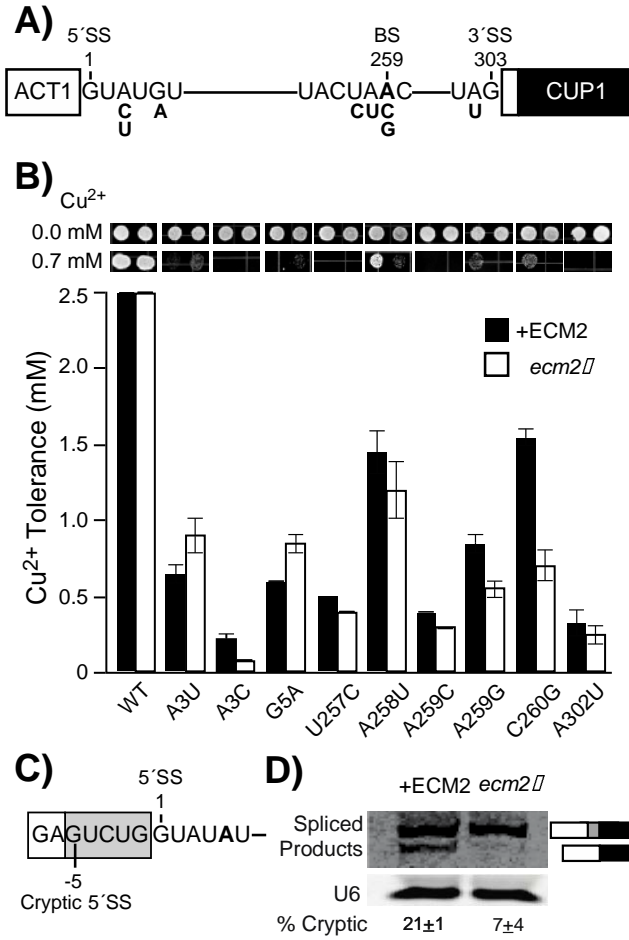 A)
5´SS
BS
3´SS
1
259
303
ACT1
GUAUGU
UACUAAC
UAG
CUP1
C
A
CUC
U
U
G
B)
Cu2+
0.0 mM
0.7 mM
2.5
2.0
1.5
1.0
0.5
0
Cu2+ Tolerance (mM)
+ECM2
ecm2▯
WT
A3U
A3C
G5A
U257C
A258U
A259C
A259G
C260G
A302U
C)
5´SS
1
GAGUCUGGUAUAU
-5
Cryptic 5´SS
D)
+ECM2 ecm2▯
Spliced
Products
U6
% Cryptic 21±1 7±4